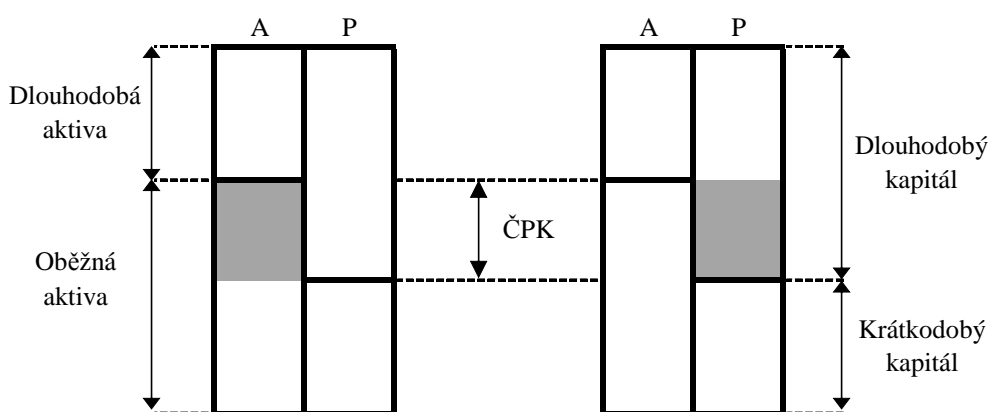 A P
A P
Dlouhodobá
aktiva
Oběžná
aktiva
ČPK
Dlouhodobý
kapitál
Krátkodobý
kapitál